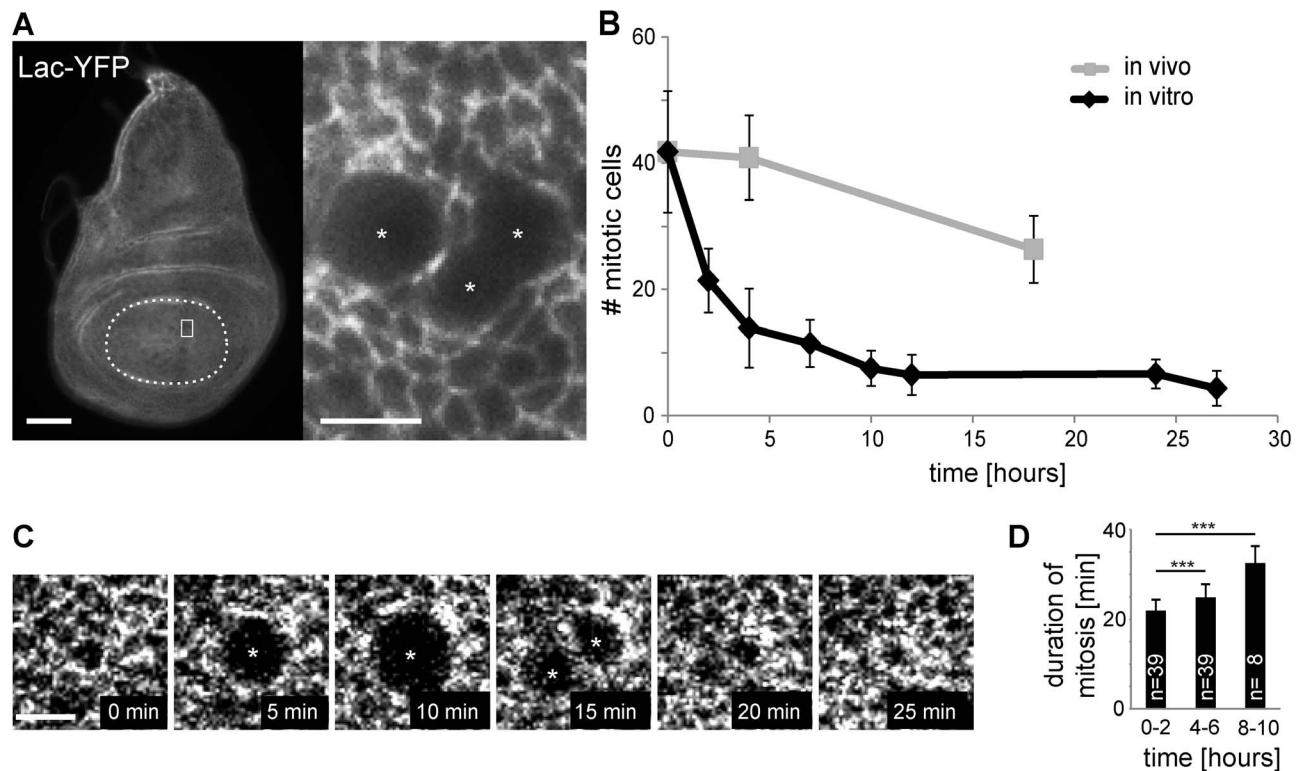 A
Lac-YFP
B
60
40
20
0
0
5
10
15
20
25
30
# mitotic cells
time [hours]
in vivo
in vitro
* * *
C
0 min
* 5 min
* 10 min
* * 15 min
20 min
25 min
D
40
20
0
duration of
mitosis [min]
***
***
n=39
n=39
n= 8
0-2 4-6 8-10
time [hours]